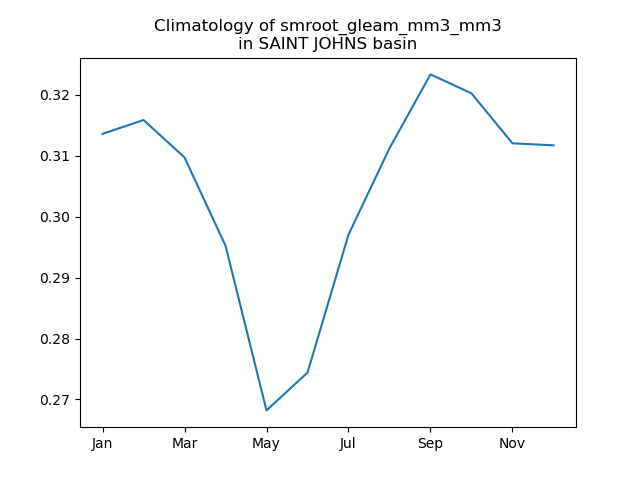 Climatology of smroot_gleam_mm3_mm3
in SAINT JOHNS basin
0.32
0.31
0.30
0.29
0.28
0.27
Jan Mar May Jul Sep Nov